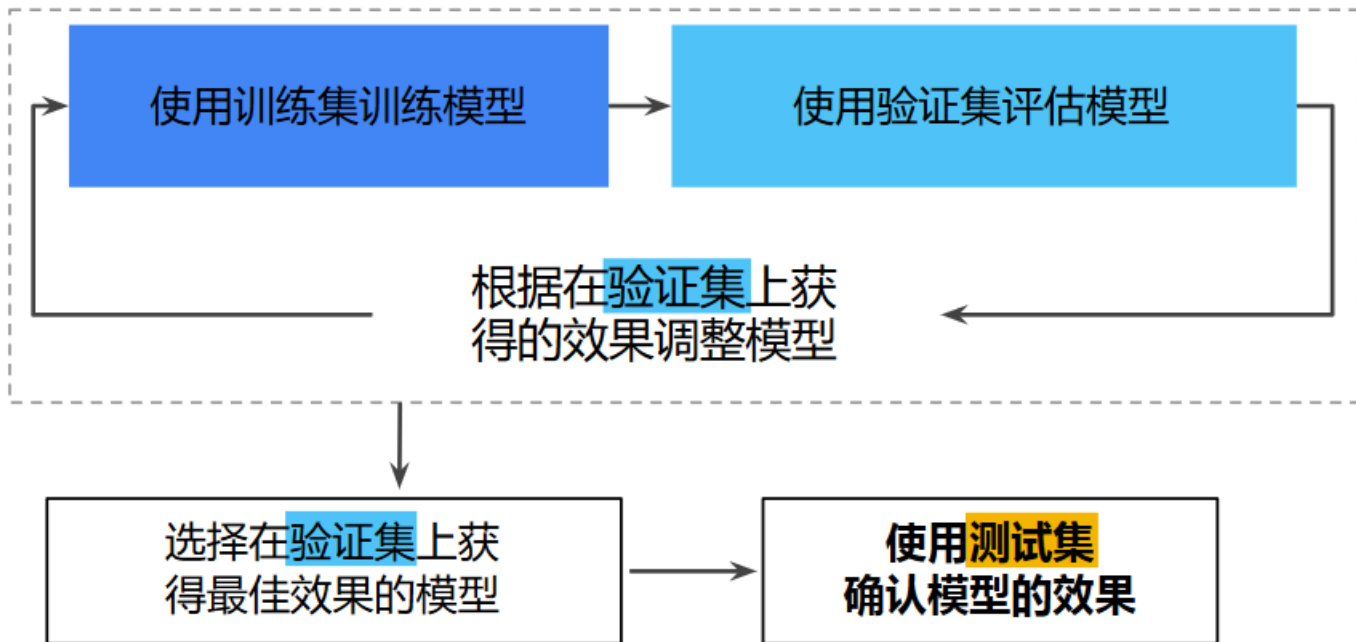 使用训练集训练模型
使用验证集评估模型
根据在验证集上获
得的效果调整模型
选择在验证集上获
得最佳效果的模型
使用测试集
确认模型的效果